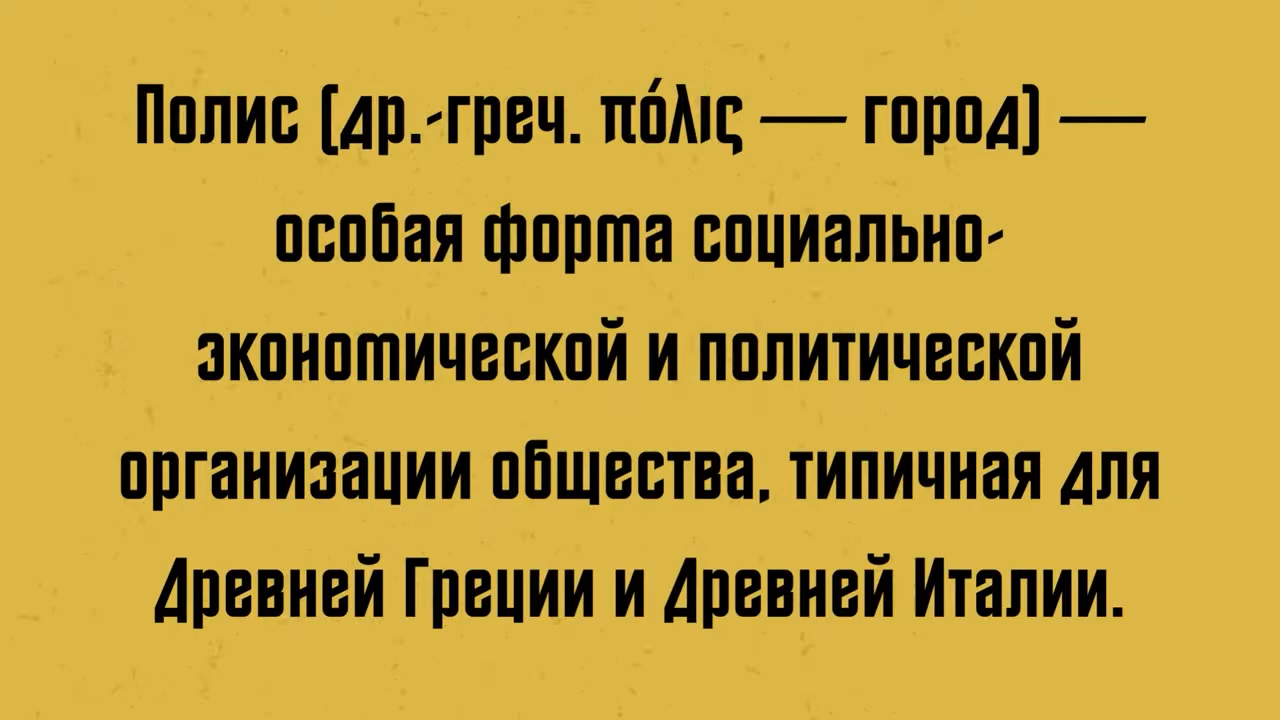 Полис (др.-греч. πόλις — город) —
особая форма социально-
экономической и политической
организации общества, типичная для
Древней Греции и Древней Италии.